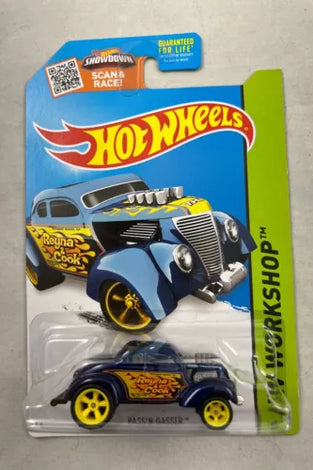 SHOWDOWN
SCAN &
RACE!
GUARANTEED
FOR LIFE
HOT WHEELS
HW WORKSHOP™
Reyna
&
Cook
PASS'N GASSER™
Reyna
Cook